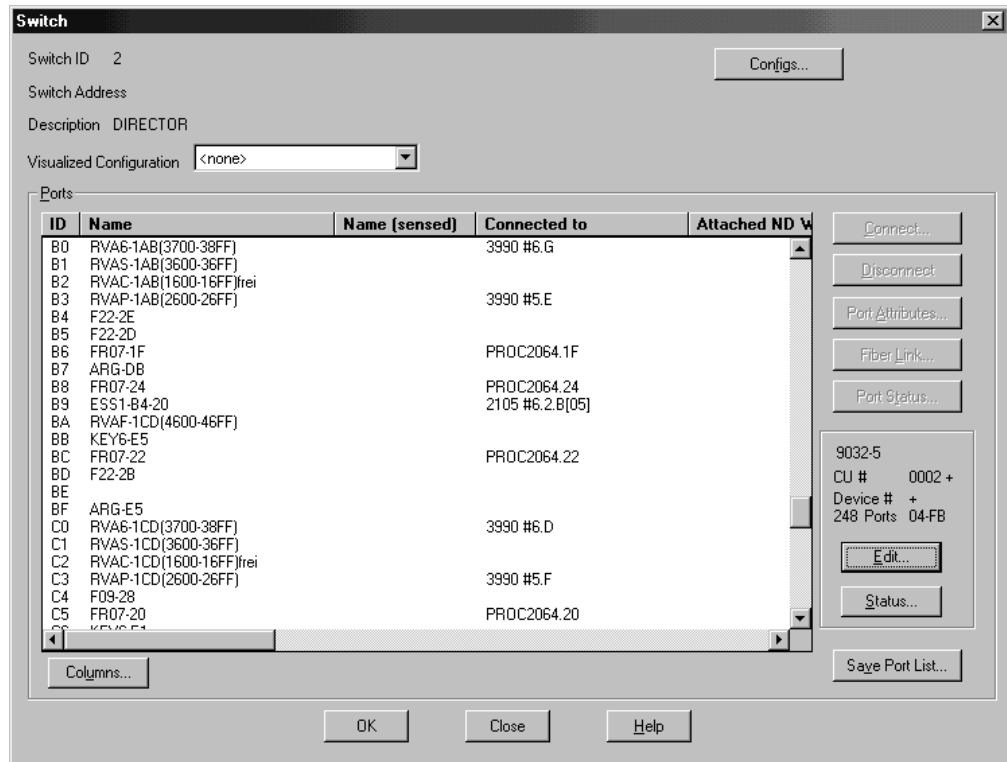 Switch
Switch ID 2
Configs...
Switch Address
Description DIRECTOR
Visualized Configuration <none>
Ports
ID Name Name (sensed) Connected to Attached ND
B0 RVA6-1AB(3700-38FF) 3990 #6.G
B1 RVAS-1AB(3600-36FF)
B2 RVAC-1AB(1600-16FF)frei
B3 RVAP-1AB(2600-26FF) 3990 #5.E
B4 F22-2E
B5 F22-2D
B6 FR07-1F PROC2064.1F
B7 ARG-DB
B8 FR07-24 PROC2064.24
B9 ESS1-B4-20 2105 #6.2.B[05]
BA RVAF-1CD(4600-46FF)
BB KEY6-E5
BC FR07-22 PROC2064.22
BD F22-2B
BE
BF ARG-E5
C0 RVA6-1CD(3700-38FF) 3990 #6.D
C1 RVAS-1CD(3600-36FF)
C2 RVAC-1CD(1600-16FF)frei
C3 RVAP-1CD(2600-26FF) 3990 #5.F
C4 F09-28
C5 FR07-20 PROC2064.20
Connect...
Disconnect
Port Attributes...
Fiber Link...
Port Status...
9032-5
CU # 0002 +
Device # +
248 Ports 04-FB
Edit...
Status...
Columns...
Save Port List...
OK
Close
Help